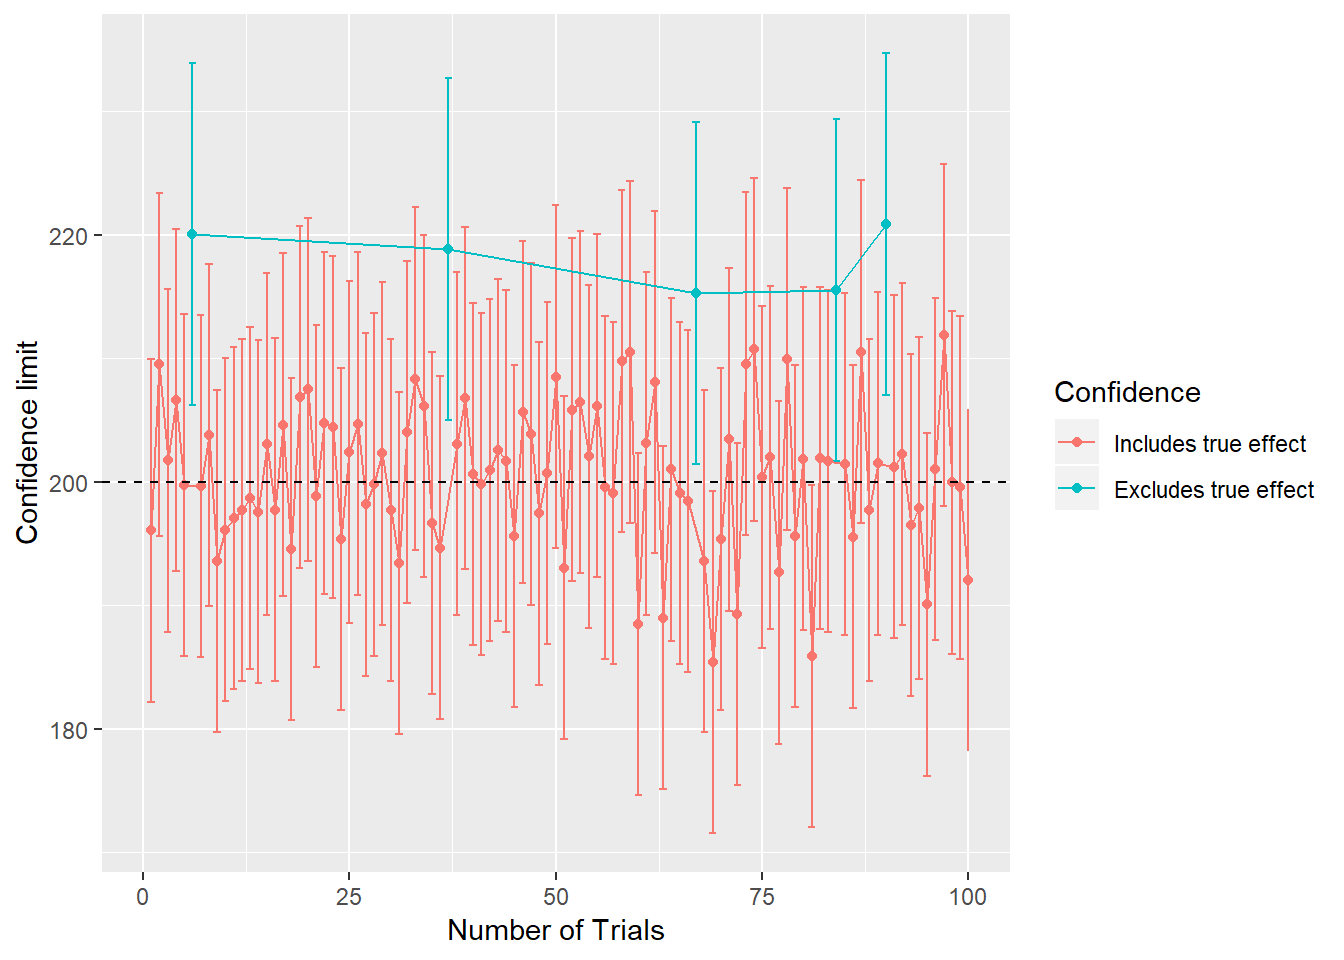 220
200
180
Confidence limit
0 25 50 75 100
Number of Trials
Confidence
Includes true effect
Excludes true effect